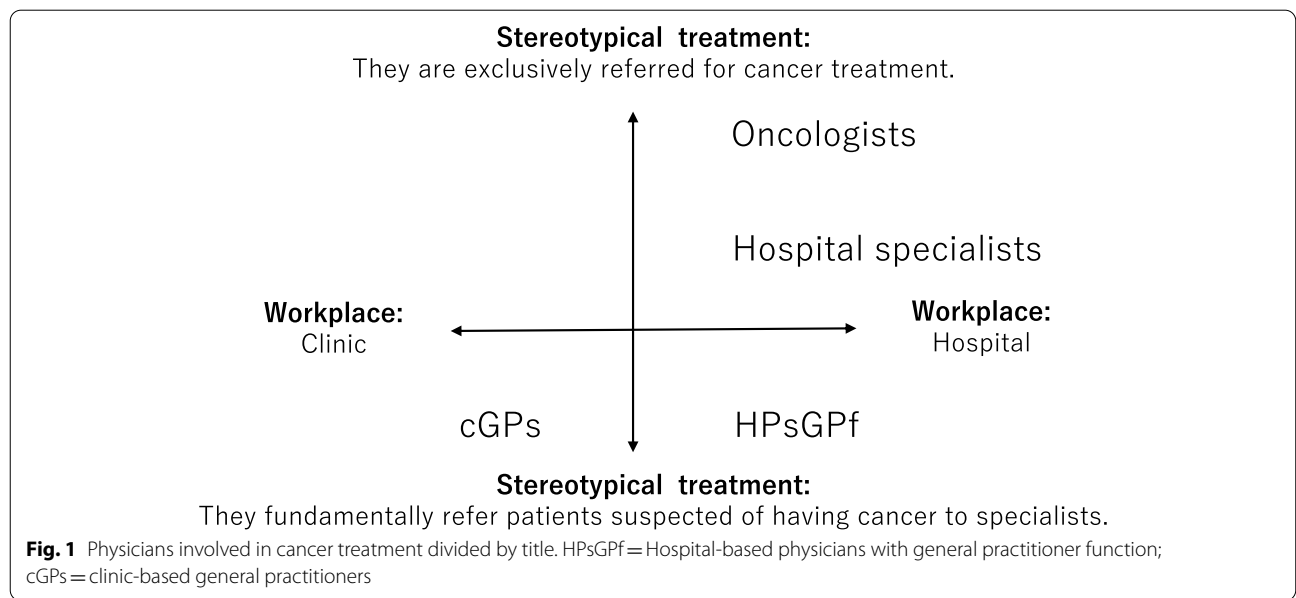 Stereotypical treatment:
They are exclusively referred for cancer treatment.
Oncologists
Hospital specialists
Workplace:
Clinic
Workplace:
Hospital
cGPs
HPsGPf
Stereotypical treatment:
They fundamentally refer patients suspected of having cancer to specialists.
Fig. 1 Physicians involved in cancer treatment divided by title. HPsGPf = Hospital-based physicians with general practitioner function;
cGPs = clinic-based general practitioners